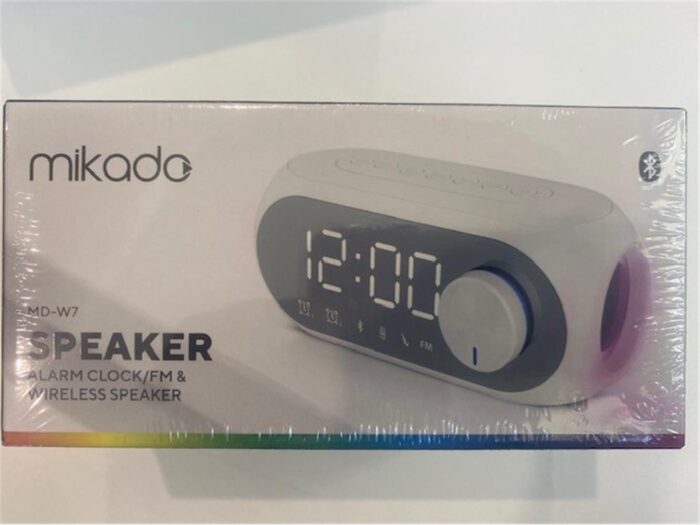 mikado
12:00
FM
MD-W7
SPEAKER
ALARM CLOCK/FM &
WIRELESS SPEAKER